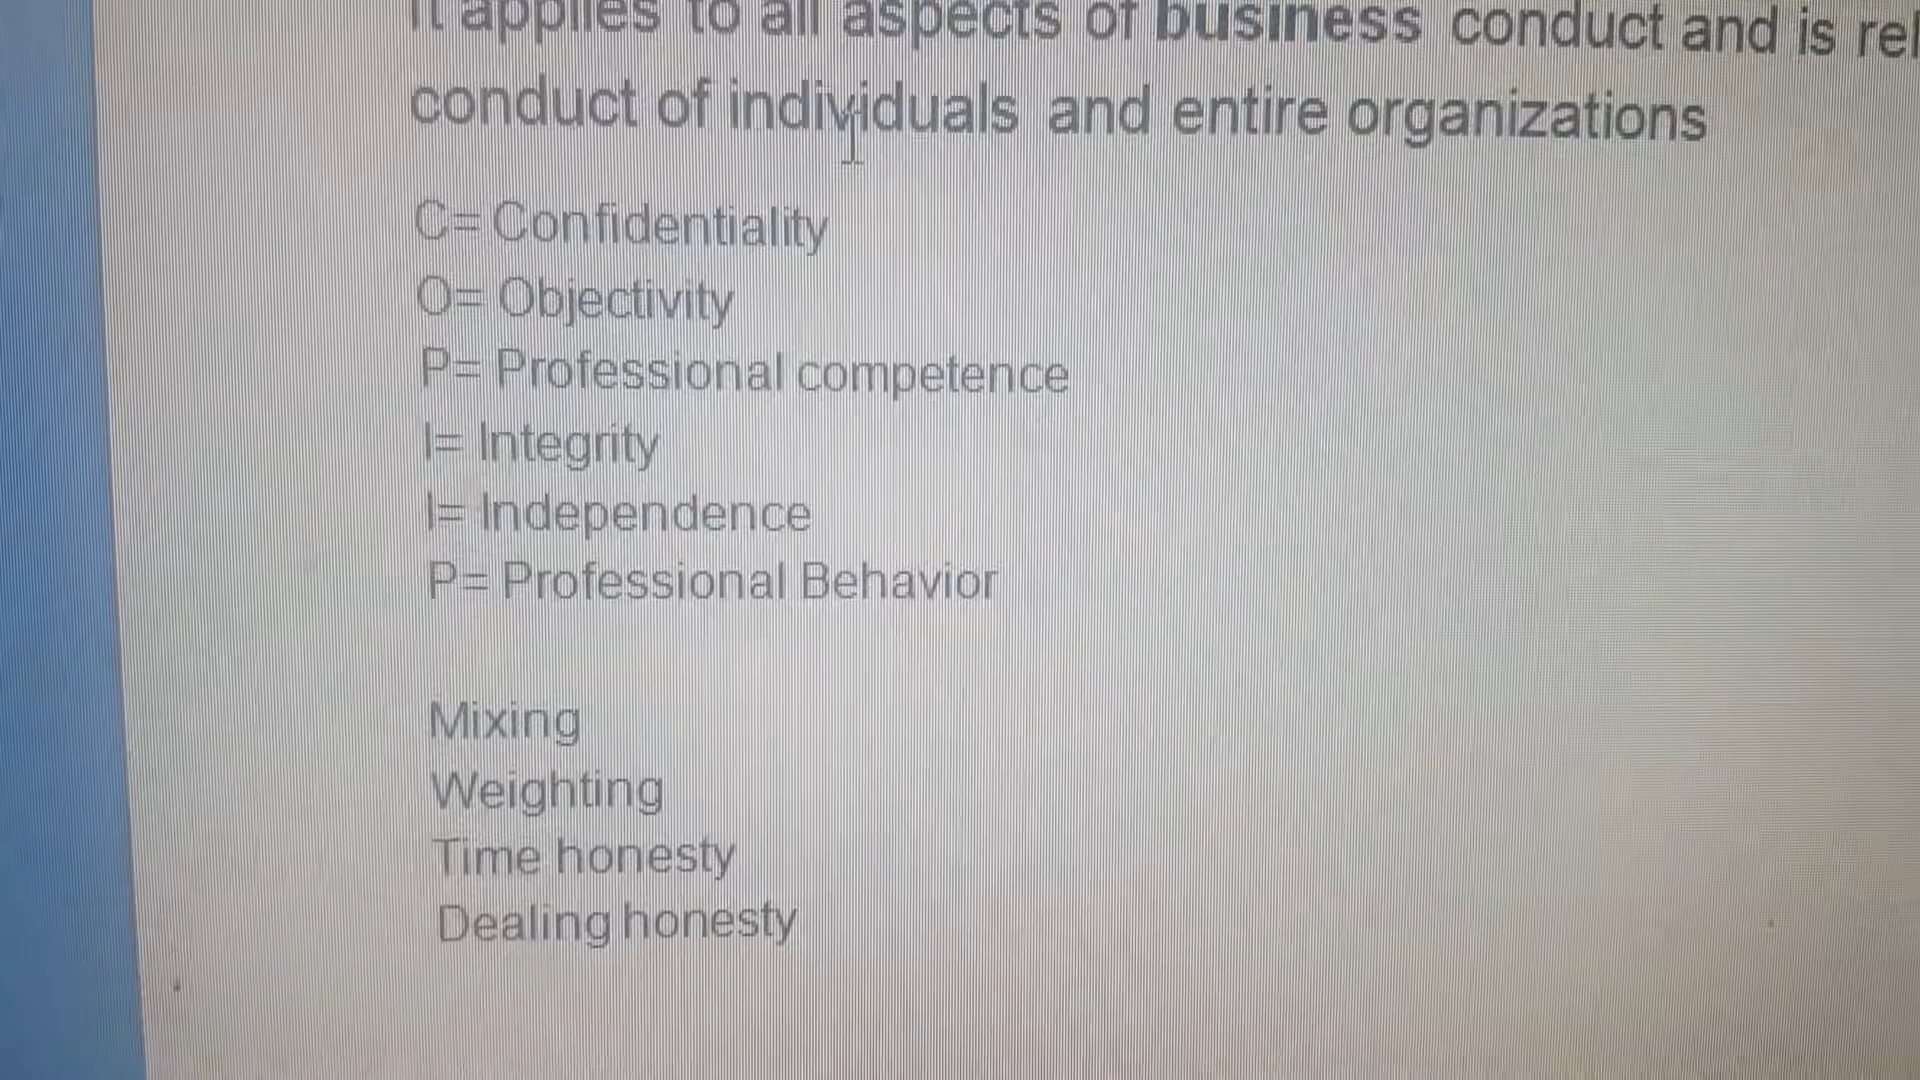 It applies to all aspects of business conduct and is
conduct of individuals and entire organizations
C= Confidentiality
O= Objectivity
P= Professional competence
I= Integrity
I= Independence
P= Professional Behavior
Mixing
Weighting
Time honesty
Dealing honesty